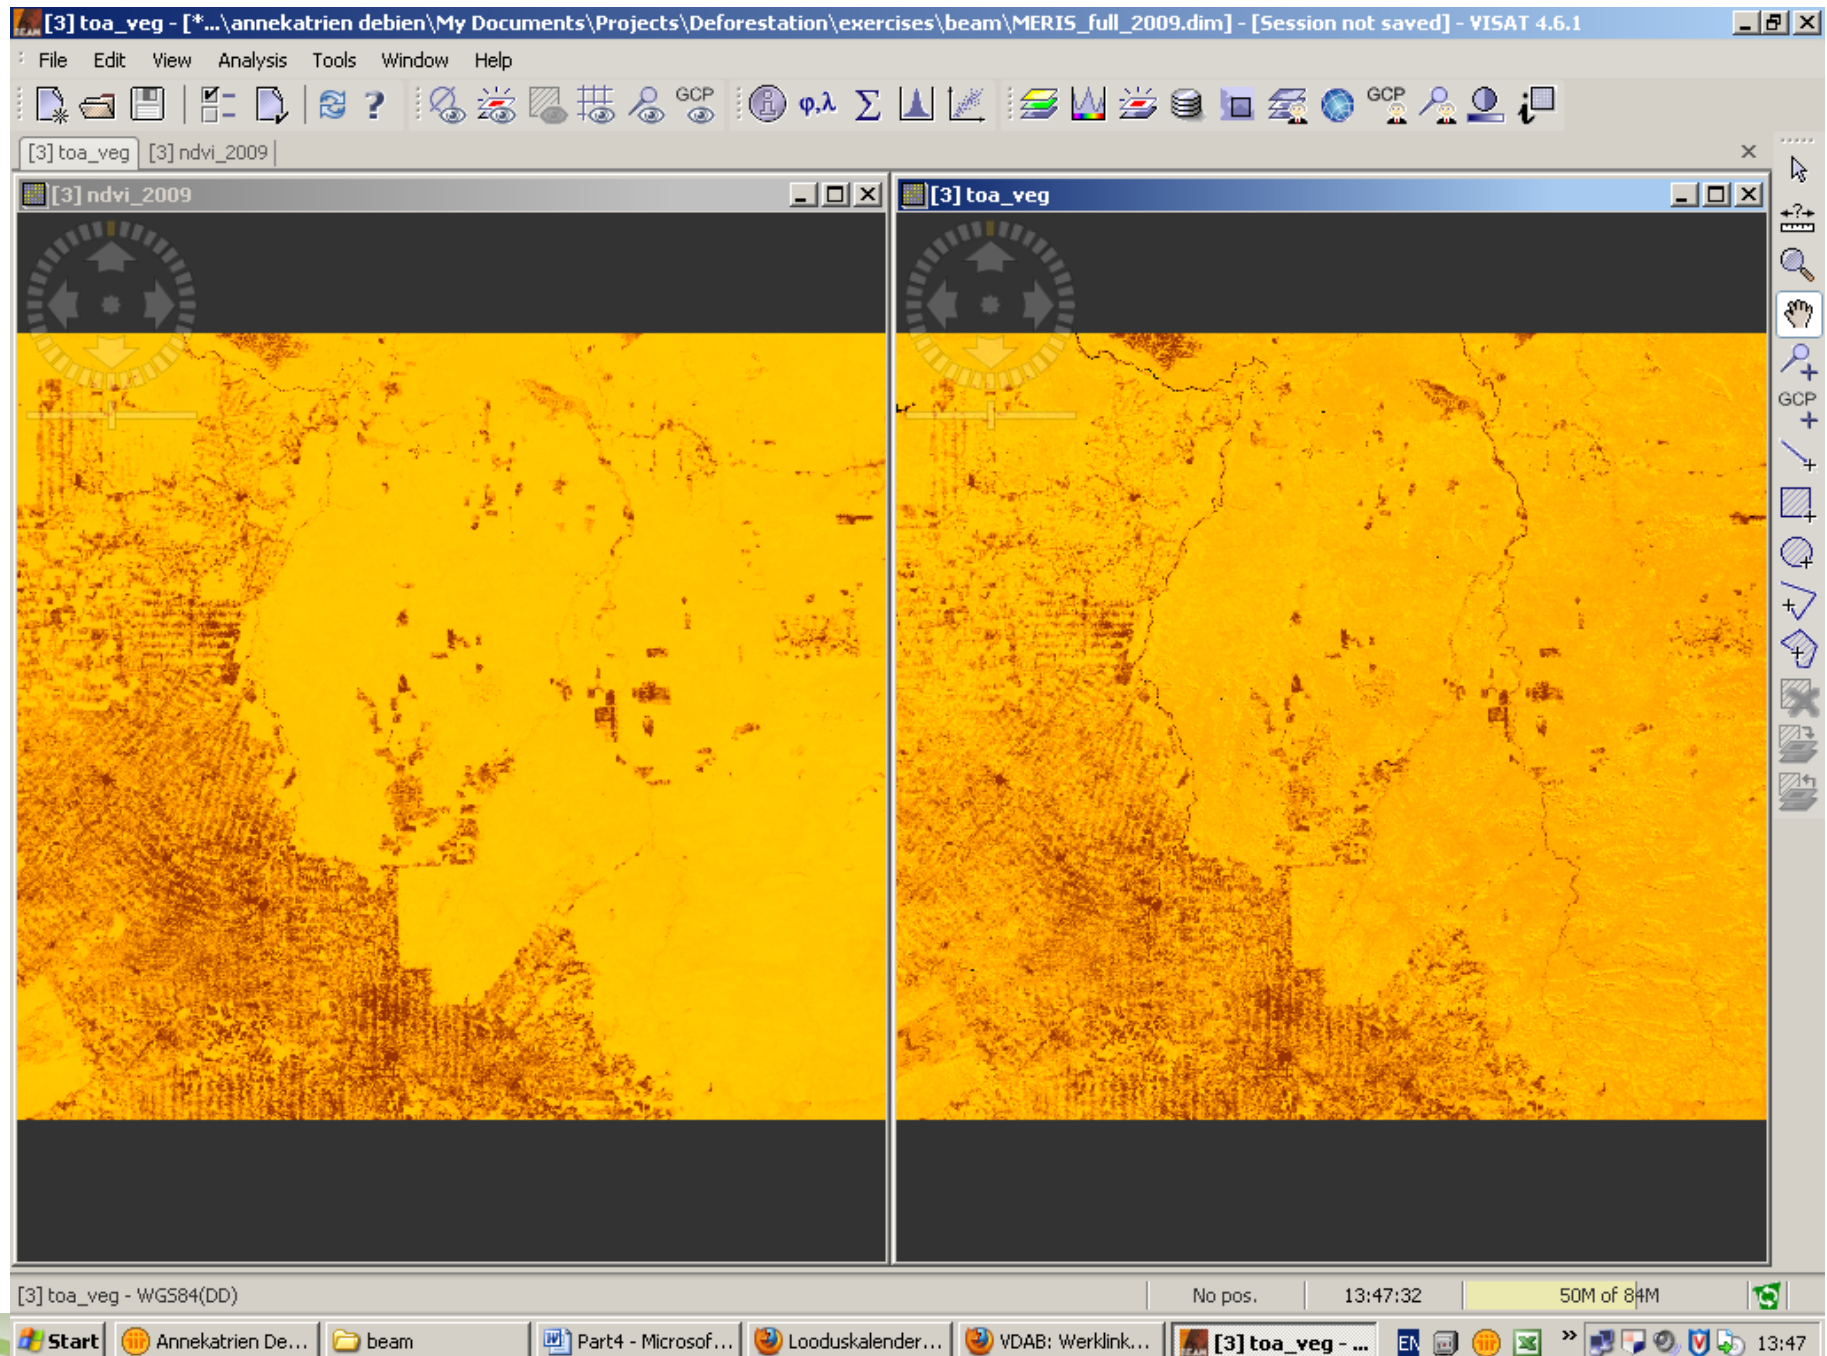 [3] toa_veg - [*...\annekatrien debien\My Documents\Projects\Deforestation\exercises\beam\MERIS_full_2009.dim] - [Session not saved] - VISAT 4.6.1
File Edit View Analysis Tools Window Help
GCP φ,λ Σ GCP
[3] toa_veg [3] ndvi_2009
[3] ndvi_2009 [3] toa_veg
GCP
[3] toa_veg - WGS84(DD) No pos. 13:47:32 50M of 84M
Start Annekatrien De... beam Part4 - Microsof... Looduskalender... VDAB: Werklink... [3] toa_veg - ... EN » 13:47